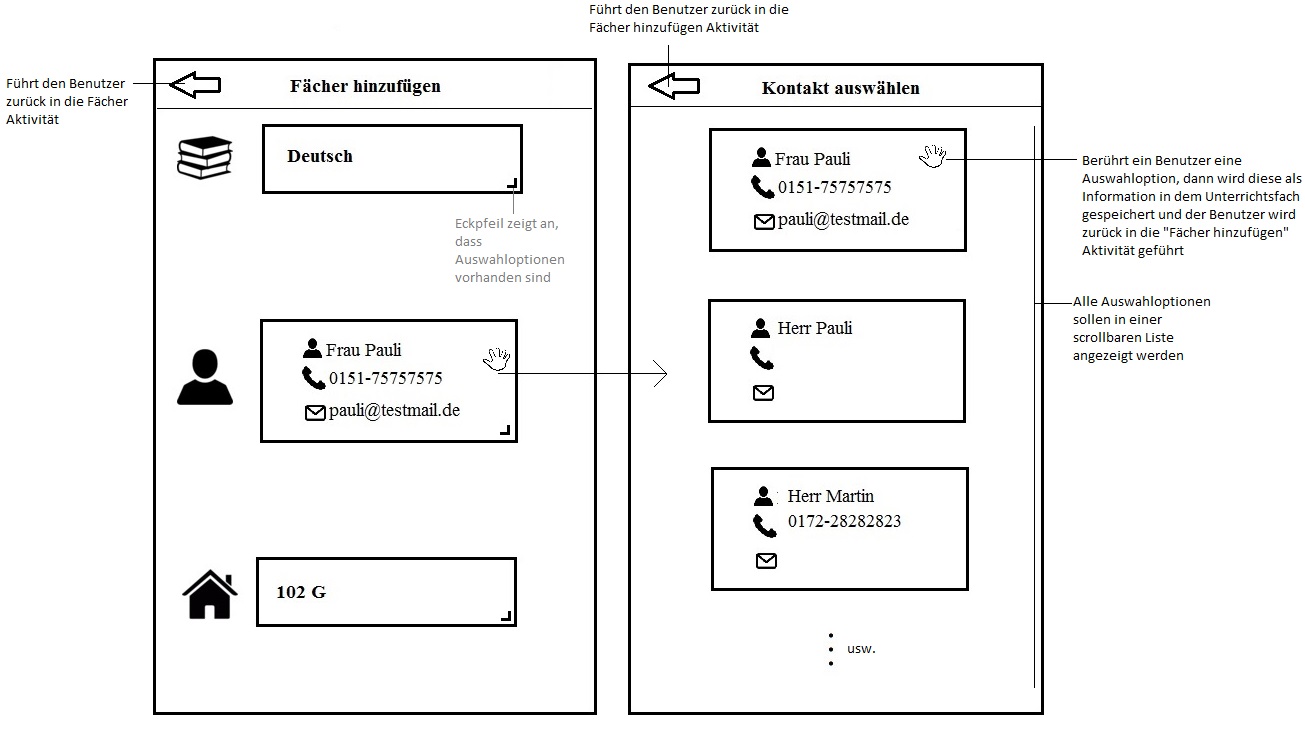 Führt den Benutzer zurück in die
Fächer hinzufügen Aktivität
Führt den Benutzer
zurück in die Fächer
Aktivität
Fächer hinzufügen
Deutsch
Eckpfeil zeigt an,
dass
Auswahloptionen
vorhanden sind
Frau Pauli
0151-75757575
pauli@testmail.de
102 G
Kontakt auswählen
Frau Pauli
0151-75757575
pauli@testmail.de
Herr Pauli
Herr Martin
0172-28282823
usw.
Berührt ein Benutzer eine
Auswahloption, dann wird diese als
Information in dem Unterrichtsfach
gespeichert und der Benutzer wird
zurück in die "Fächer hinzufügen"
Aktivität geführt
Alle Auswahloptionen
sollen in einer
scrollbaren Liste
angezeigt werden